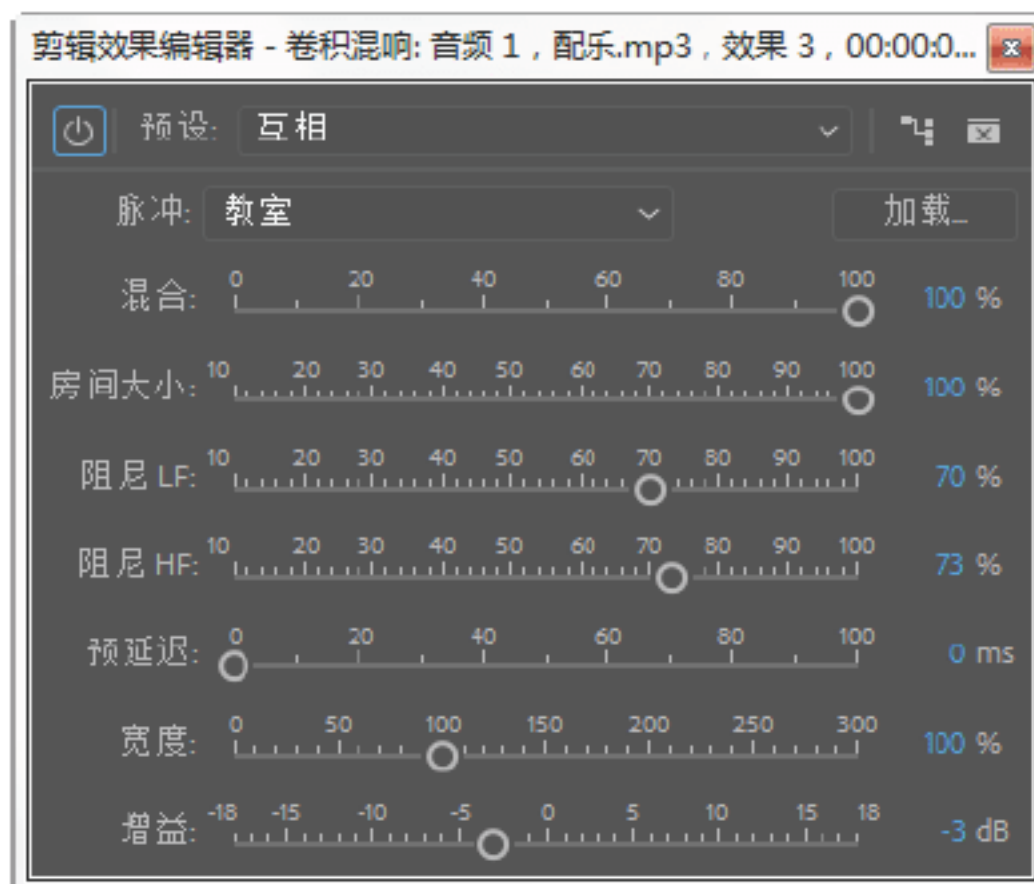 剪辑效果编辑器 - 卷积混响: 音频 1，配乐.mp3，效果 3，00:00:0...
预设: 互相
脉冲: 教室 加载...
0 20 40 60 80 100
混合: 100 %
10 20 30 40 50 60 70 80 90 100
房间大小: 100 %
10 20 30 40 50 60 70 80 90 100
阻尼 LF: 70 %
10 20 30 40 50 60 70 80 90 100
阻尼 HF: 73 %
0 20 40 60 80 100
预延迟: 0 ms
0 50 100 150 200 250 300
宽度: 100 %
-18 -15 -10 -5 0 5 10 15 18
增益: -3 dB